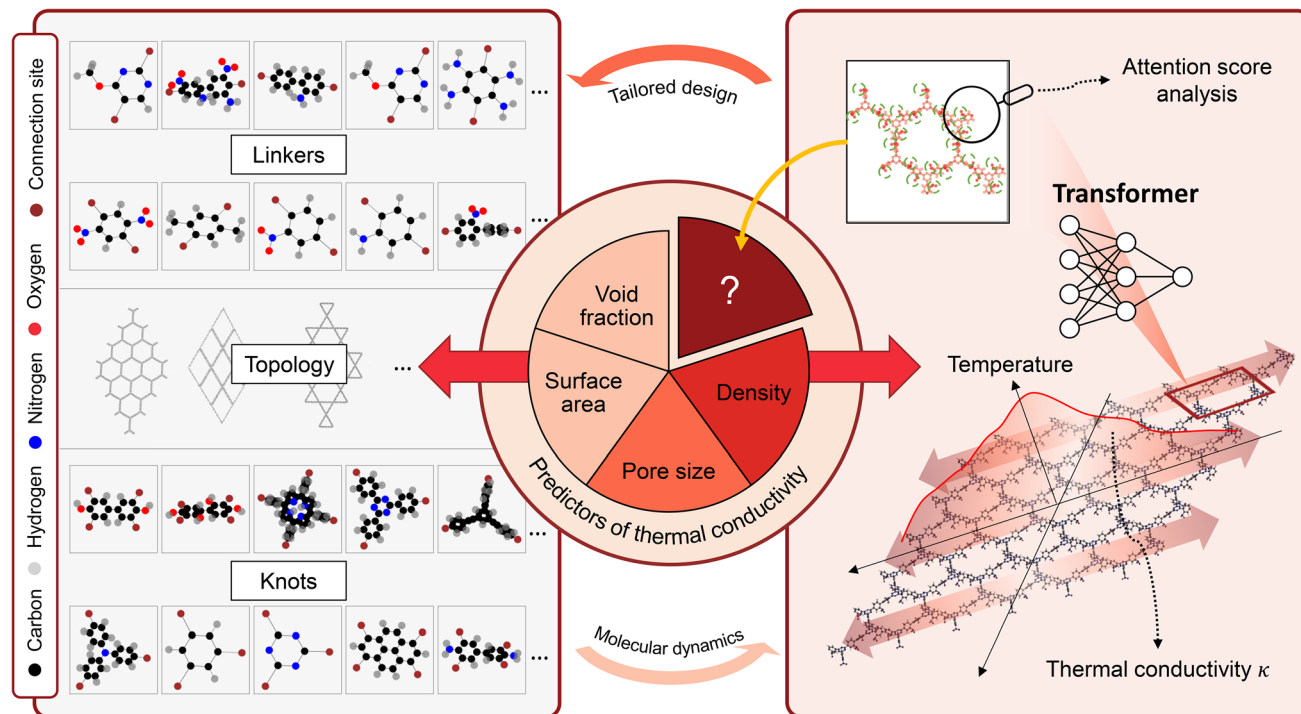 Connection site
Oxygen
Nitrogen
Hydrogen
Carbon
...
Linkers
...
Topology
...
...
Knots
...
Tailored design
Void
fraction
?
Surface
area
Density
Pore size
Predictors of thermal conductivity
Molecular dynamics
Attention score
analysis
Transformer
Temperature
Thermal conductivity κ